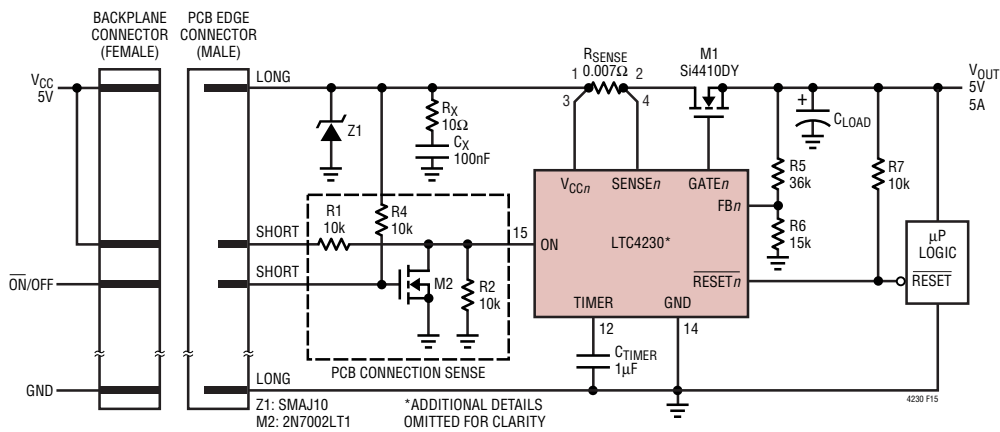 BACKPLANE
CONNECTOR
(FEMALE)
PCB EDGE
CONNECTOR
(MALE)
VCC
5V
LONG
Z1
RX
10Ω
CX
100nF
RSENSE
0.007Ω
1
2
3
4
M1
Si4410DY
VOUT
5V
5A
CLOAD
+
R5
36k
R7
10k
VCCn
SENSEn
GATEn
FBn
R6
15k
LTC4230*
15
ON
R1
10k
R4
10k
SHORT
SHORT
M2
R2
10k
ON/OFF
RESETn
µP
LOGIC
RESET
TIMER
GND
12
14
CTIMER
1µF
PCB CONNECTION SENSE
GND
LONG
Z1: SMAJ10
M2: 2N7002LT1
*ADDITIONAL DETAILS
OMITTED FOR CLARITY
4230 F15